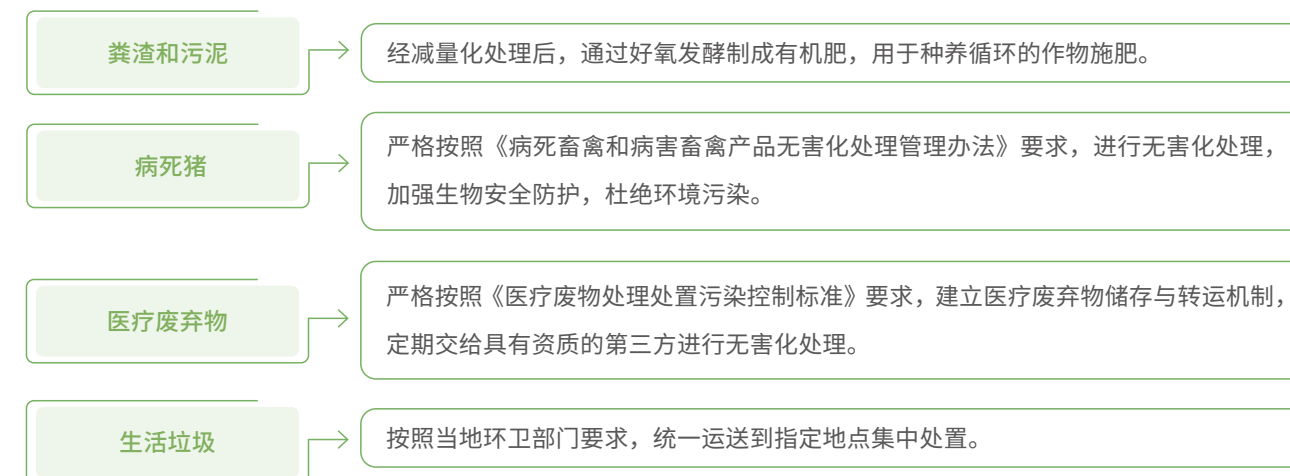 粪渣和污泥
经减量化处理后，通过好氧发酵制成有机肥，用于种养循环的作物施肥。
病死猪
严格按照《病死畜禽和病害畜禽产品无害化处理管理办法》要求，进行无害化处理，
加强生物安全防护，杜绝环境污染。
医疗废弃物
严格按照《医疗废物处理处置污染控制标准》要求，建立医疗废弃物储存与转运机制，
定期交给具有资质的第三方进行无害化处理。
生活垃圾
按照当地环卫部门要求，统一运送到指定地点集中处置。